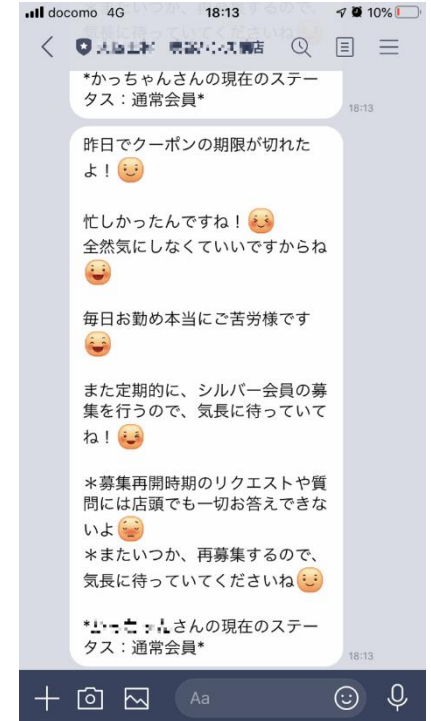 docomo 4G 18:13 10%
*かっちゃんさんの現在のステー
タス：通常会員*
18:13
昨日でクーポンの期限が切れた
よ！
忙しかったんですね！
全然気にしなくていいですからね
毎日お勤め本当にご苦労様です
また定期的に、シルバー会員の募
集を行うので、気長に待っていて
ね！
＊募集再開時期のリクエストや質
問には店頭でも一切お答えできな
いよ
＊またいつか、再募集するので、
気長に待っていてくださいね
さんの現在のステー
タス：通常会員*
18:13
Aa